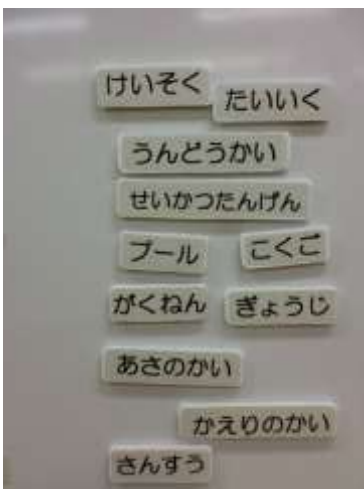 けいそく
たいいく
うんどうかい
せいかつたんげん
プール
こくご
がくねん
ぎょうじ
あさのかい
かえりのかい
さんすう